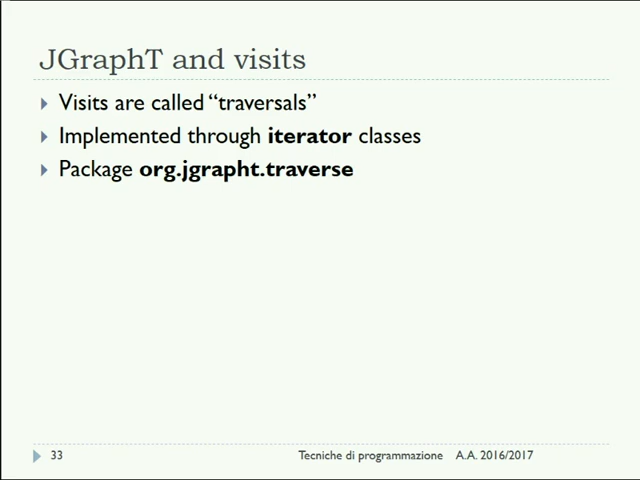 JGraphT and visits
Visits are called “traversals”
Implemented through iterator classes
Package org.jgrapht.traverse
33 Tecniche di programmazione A.A. 2016/2017